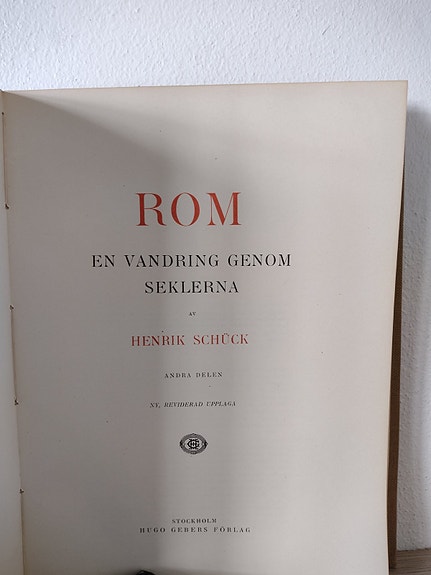 ROM
EN VANDRING GENOM
SEKLERNA
AV
HENRIK SCHÜCK
ANDRA DELEN
NY, REVIDERAD UPPLAGA
STOCKHOLM
HUGO GEBERS FÖRLAG